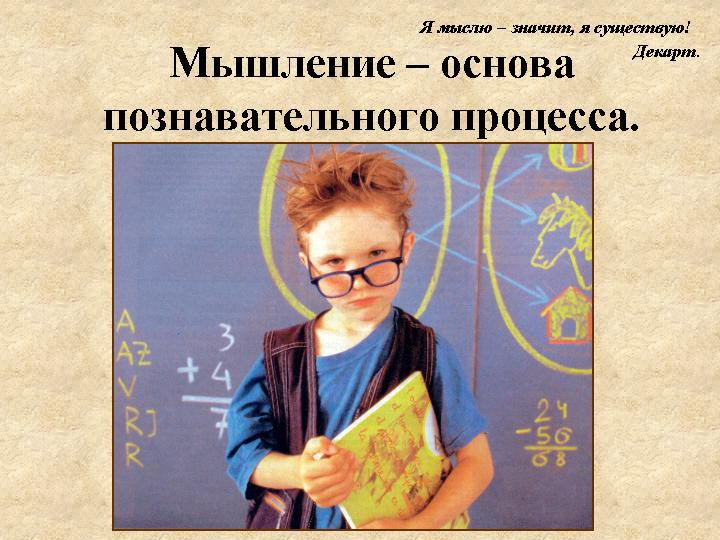 Я мыслю – значит, я существую!
Декарт.
Мышление – основа
познавательного процесса.
A
AZ
V
RJ
R
3
+ 4
7
24
- 56
68